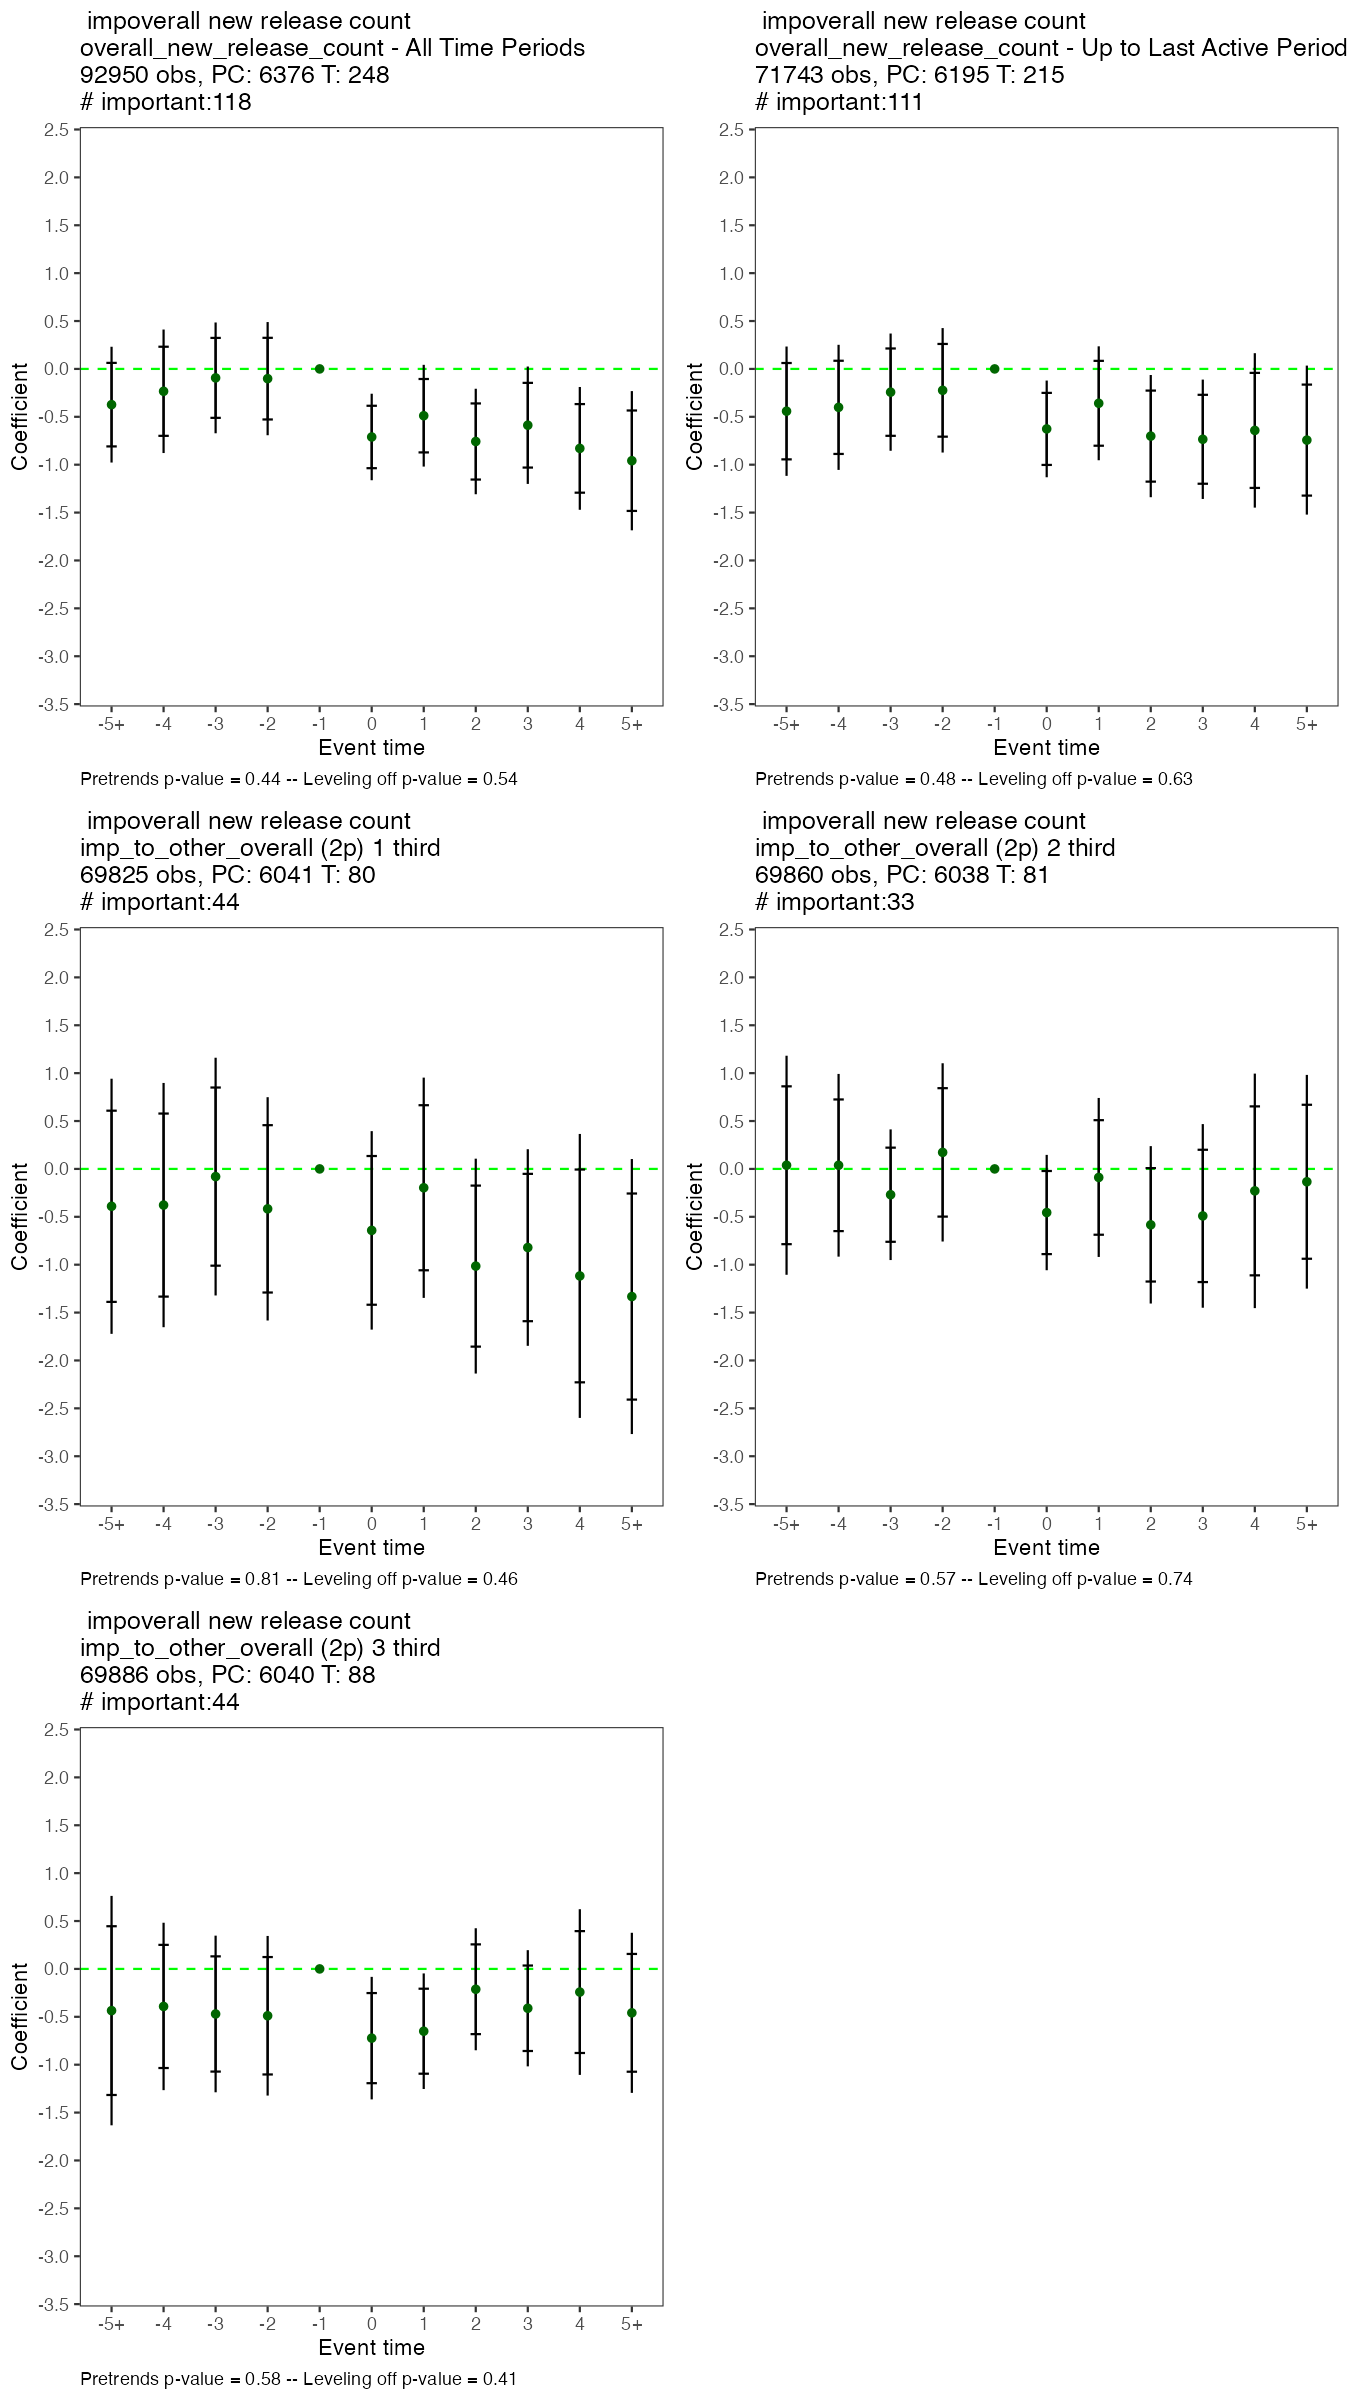 impoverall new release count
overall_new_release_count - All Time Periods
92950 obs, PC: 6376 T: 248
# important:118
2.5
2.0
1.5
1.0
0.5
0.0
-0.5
-1.0
-1.5
-2.0
-2.5
-3.0
-3.5
Coefficient
-5+ -4 -3 -2 -1 0 1 2 3 4 5+
Event time
Pretrends p-value = 0.44 -- Leveling off p-value = 0.54
impoverall new release count
overall_new_release_count - Up to Last Active Period
71743 obs, PC: 6195 T: 215
# important:111
2.5
2.0
1.5
1.0
0.5
0.0
-0.5
-1.0
-1.5
-2.0
-2.5
-3.0
-3.5
Coefficient
-5+ -4 -3 -2 -1 0 1 2 3 4 5+
Event time
Pretrends p-value = 0.48 -- Leveling off p-value = 0.63
impoverall new release count
imp_to_other_overall (2p) 1 third
69825 obs, PC: 6041 T: 80
# important:44
2.5
2.0
1.5
1.0
0.5
0.0
-0.5
-1.0
-1.5
-2.0
-2.5
-3.0
-3.5
Coefficient
-5+ -4 -3 -2 -1 0 1 2 3 4 5+
Event time
Pretrends p-value = 0.81 -- Leveling off p-value = 0.46
impoverall new release count
imp_to_other_overall (2p) 2 third
69860 obs, PC: 6038 T: 81
# important:33
2.5
2.0
1.5
1.0
0.5
0.0
-0.5
-1.0
-1.5
-2.0
-2.5
-3.0
-3.5
Coefficient
-5+ -4 -3 -2 -1 0 1 2 3 4 5+
Event time
Pretrends p-value = 0.57 -- Leveling off p-value = 0.74
impoverall new release count
imp_to_other_overall (2p) 3 third
69886 obs, PC: 6040 T: 88
# important:44
2.5
2.0
1.5
1.0
0.5
0.0
-0.5
-1.0
-1.5
-2.0
-2.5
-3.0
-3.5
Coefficient
-5+ -4 -3 -2 -1 0 1 2 3 4 5+
Event time
Pretrends p-value = 0.58 -- Leveling off p-value = 0.41